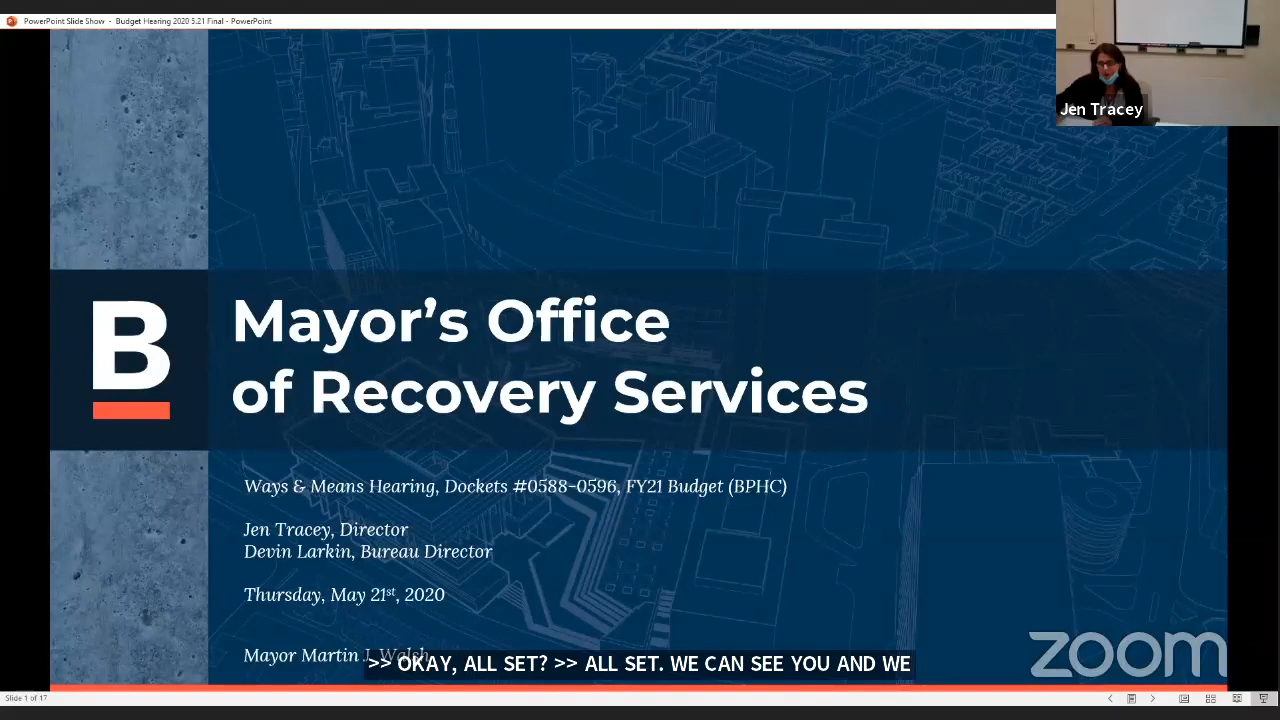 PowerPoint Slide Show - Budget Hearing 2020 5.21 Final - PowerPoint
Jen Tracey
B
Mayor's Office
of Recovery Services
Ways & Means Hearing, Dockets #0588-0596, FY21 Budget (BPHC)
Jen Tracey, Director
Devin Larkin, Bureau Director
Thursday, May 21st, 2020
Mayor Martin J. Walsh
>> OKAY, ALL SET? >> ALL SET. WE CAN SEE YOU AND WE
zoom
Slide 1 of 17